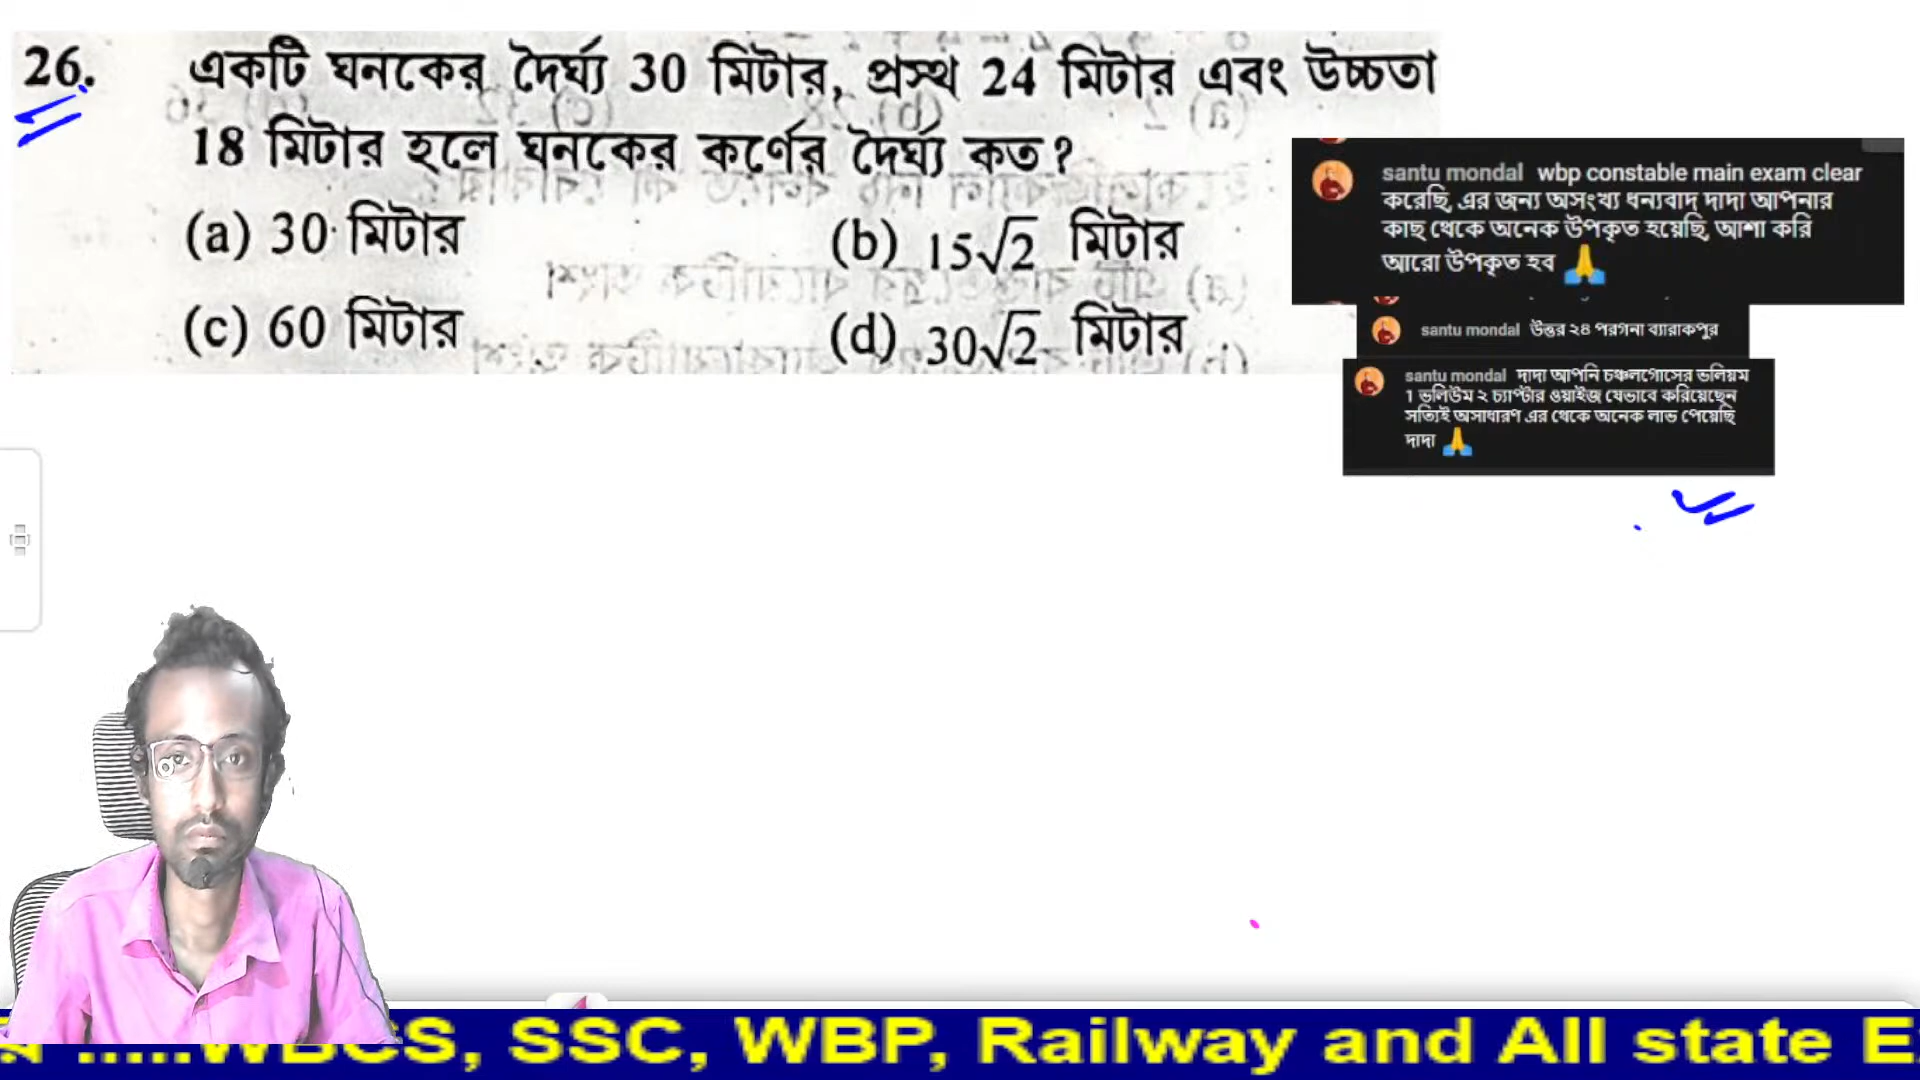 26. একটি ঘনকের দৈর্ঘ্য 30 মিটার, প্রস্থ 24 মিটার এবং উচ্চতা
18 মিটার হলে ঘনকের কর্ণের দৈর্ঘ্য কত?
(a) 30 মিটার (b) 15√2 মিটার
(c) 60 মিটার (d) 30√2 মিটার
santu mondal wbp constable main exam clear
করেছি, এর জন্য অসংখ্য ধন্যবাদ দাদা আপনার
কাছ থেকে অনেক উপকৃত হয়েছি, আশা করি
আরো উপকৃত হব 🙏
santu mondal উত্তর ২৪ পরগনা ব্যারাকপুর
santu mondal দাদা আপনি চঞ্চলগোসের ভলিয়ম
1 ভলিউম ২ চ্যাপ্টার ওয়াইজ যেভাবে করিয়েছেন
সত্যিই অসাধারণ এর থেকে অনেক লাভ পেয়েছি
দাদা 🙏
.....WBCS, SSC, WBP, Railway and All state E